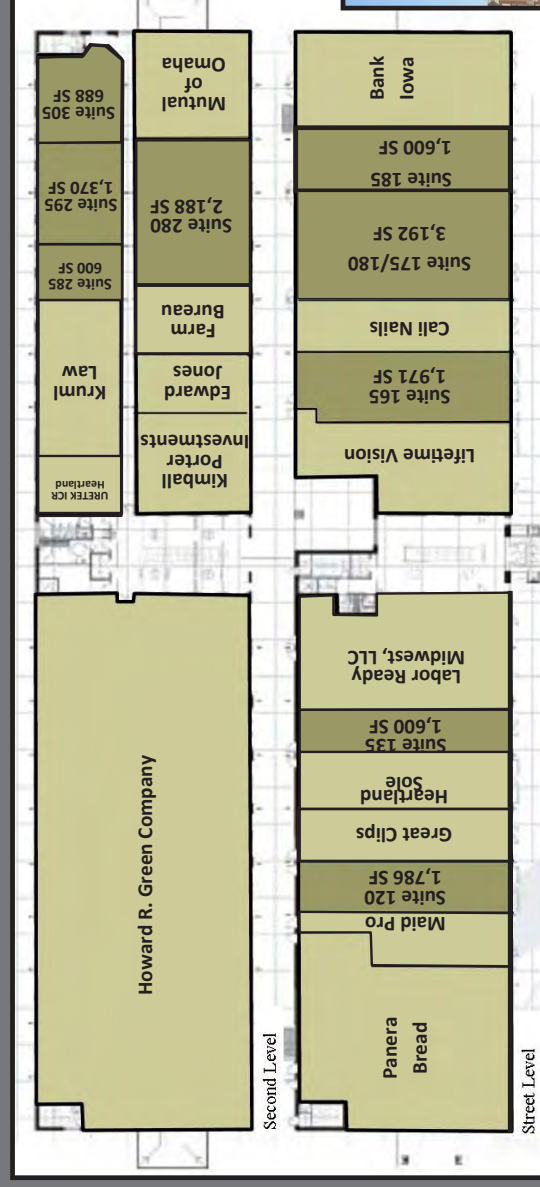 Suite 305
688 SF
Suite 295
1,370 SF
Suite 285
600 SF
Kruml
Law
URETEK ICR
Heartland
Mutual
of
Omaha
Suite 280
2,188 SF
Farm
Bureau
Edward
Jones
Kimball
Porter
Investments
Howard R. Green Company
Second Level
Bank
Iowa
Suite 185
1,600 SF
Suite 175/180
3,192 SF
Cali Nails
Suite 165
1,971 SF
Lifetime Vision
Labor Ready
Midwest, LLC
Suite 135
1,600 SF
Heartland
Sole
Great Clips
Suite 120
1,786 SF
Maid Pro
Panera
Bread
Street Level